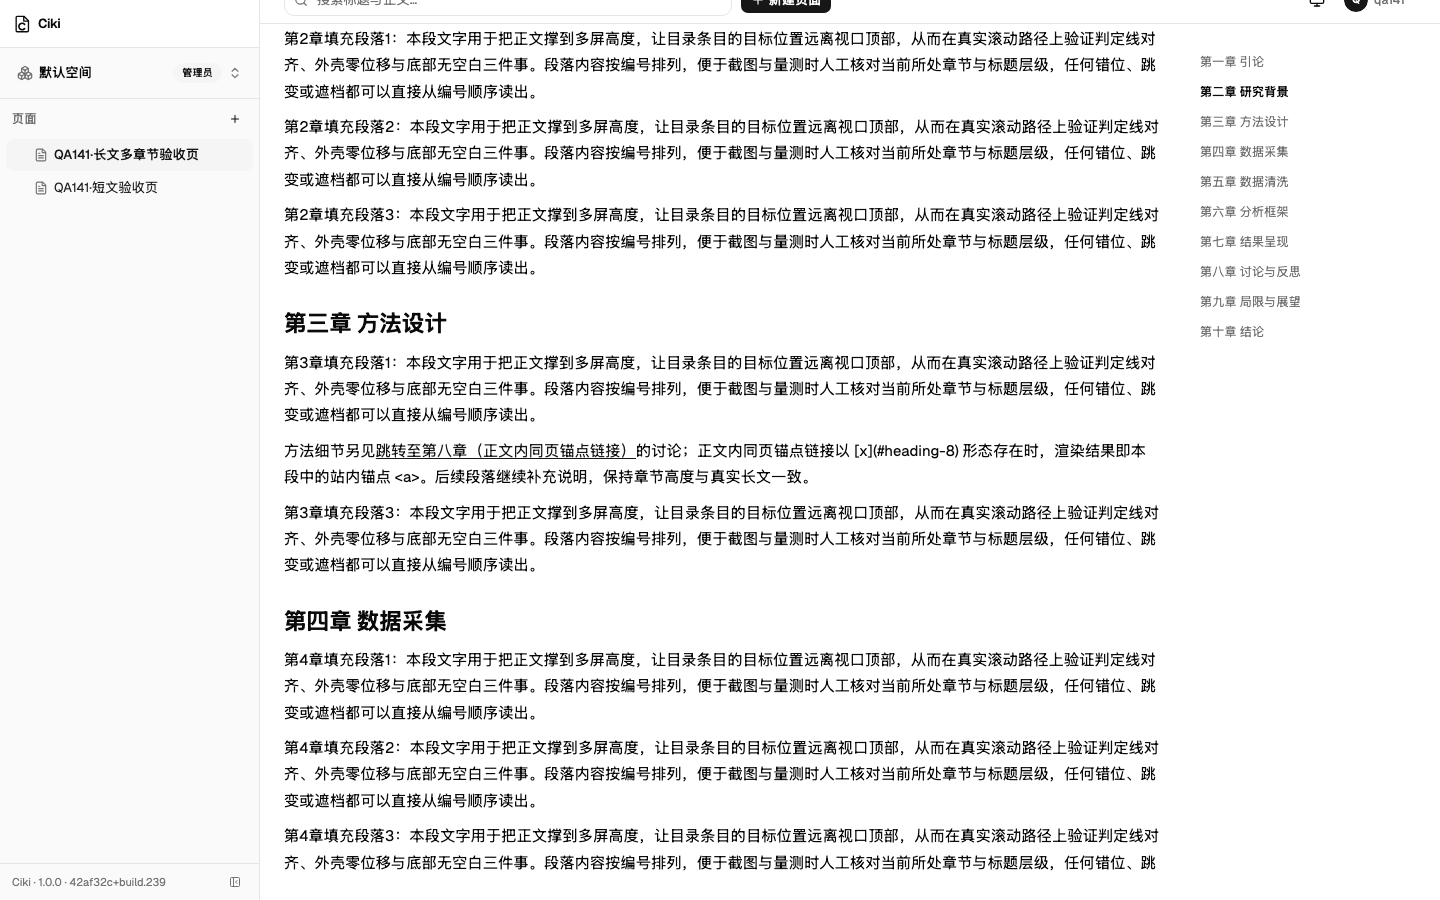 Ciki
默认空间
管理员
页面
QA141·长文多章节验收页
QA141·短文验收页
Ciki · 1.0.0 · 42af32c+build.239
搜索标题与正文...
新建页面
qa141
第2章填充段落1：本段文字用于把正文撑到多屏高度，让目录条目的目标位置远离视口顶部，从而在真实滚动路径上验证判定线对
齐、外壳零位移与底部无空白三件事。段落内容按编号排列，便于截图与量测时人工核对当前所处章节与标题层级，任何错位、跳
变或遮档都可以直接从编号顺序读出。
第2章填充段落2：本段文字用于把正文撑到多屏高度，让目录条目的目标位置远离视口顶部，从而在真实滚动路径上验证判定线对
齐、外壳零位移与底部无空白三件事。段落内容按编号排列，便于截图与量测时人工核对当前所处章节与标题层级，任何错位、跳
变或遮档都可以直接从编号顺序读出。
第2章填充段落3：本段文字用于把正文撑到多屏高度，让目录条目的目标位置远离视口顶部，从而在真实滚动路径上验证判定线对
齐、外壳零位移与底部无空白三件事。段落内容按编号排列，便于截图与量测时人工核对当前所处章节与标题层级，任何错位、跳
变或遮档都可以直接从编号顺序读出。
第三章 方法设计
第3章填充段落1：本段文字用于把正文撑到多屏高度，让目录条目的目标位置远离视口顶部，从而在真实滚动路径上验证判定线对
齐、外壳零位移与底部无空白三件事。段落内容按编号排列，便于截图与量测时人工核对当前所处章节与标题层级，任何错位、跳
变或遮档都可以直接从编号顺序读出。
方法细节另见跳转至第八章（正文内同页锚点链接）的讨论；正文内同页锚点链接以 [x](#heading-8) 形态存在时，渲染结果即本
段中的站内锚点 <a>。后续段落继续补充说明，保持章节高度与真实长文一致。
第3章填充段落3：本段文字用于把正文撑到多屏高度，让目录条目的目标位置远离视口顶部，从而在真实滚动路径上验证判定线对
齐、外壳零位移与底部无空白三件事。段落内容按编号排列，便于截图与量测时人工核对当前所处章节与标题层级，任何错位、跳
变或遮档都可以直接从编号顺序读出。
第四章 数据采集
第4章填充段落1：本段文字用于把正文撑到多屏高度，让目录条目的目标位置远离视口顶部，从而在真实滚动路径上验证判定线对
齐、外壳零位移与底部无空白三件事。段落内容按编号排列，便于截图与量测时人工核对当前所处章节与标题层级，任何错位、跳
变或遮档都可以直接从编号顺序读出。
第4章填充段落2：本段文字用于把正文撑到多屏高度，让目录条目的目标位置远离视口顶部，从而在真实滚动路径上验证判定线对
齐、外壳零位移与底部无空白三件事。段落内容按编号排列，便于截图与量测时人工核对当前所处章节与标题层级，任何错位、跳
变或遮档都可以直接从编号顺序读出。
第4章填充段落3：本段文字用于把正文撑到多屏高度，让目录条目的目标位置远离视口顶部，从而在真实滚动路径上验证判定线对
齐、外壳零位移与底部无空白三件事。段落内容按编号排列，便于截图与量测时人工核对当前所处章节与标题层级，任何错位、跳
第一章 引论
第二章 研究背景
第三章 方法设计
第四章 数据采集
第五章 数据清洗
第六章 分析框架
第七章 结果呈现
第八章 讨论与反思
第九章 局限与展望
第十章 结论